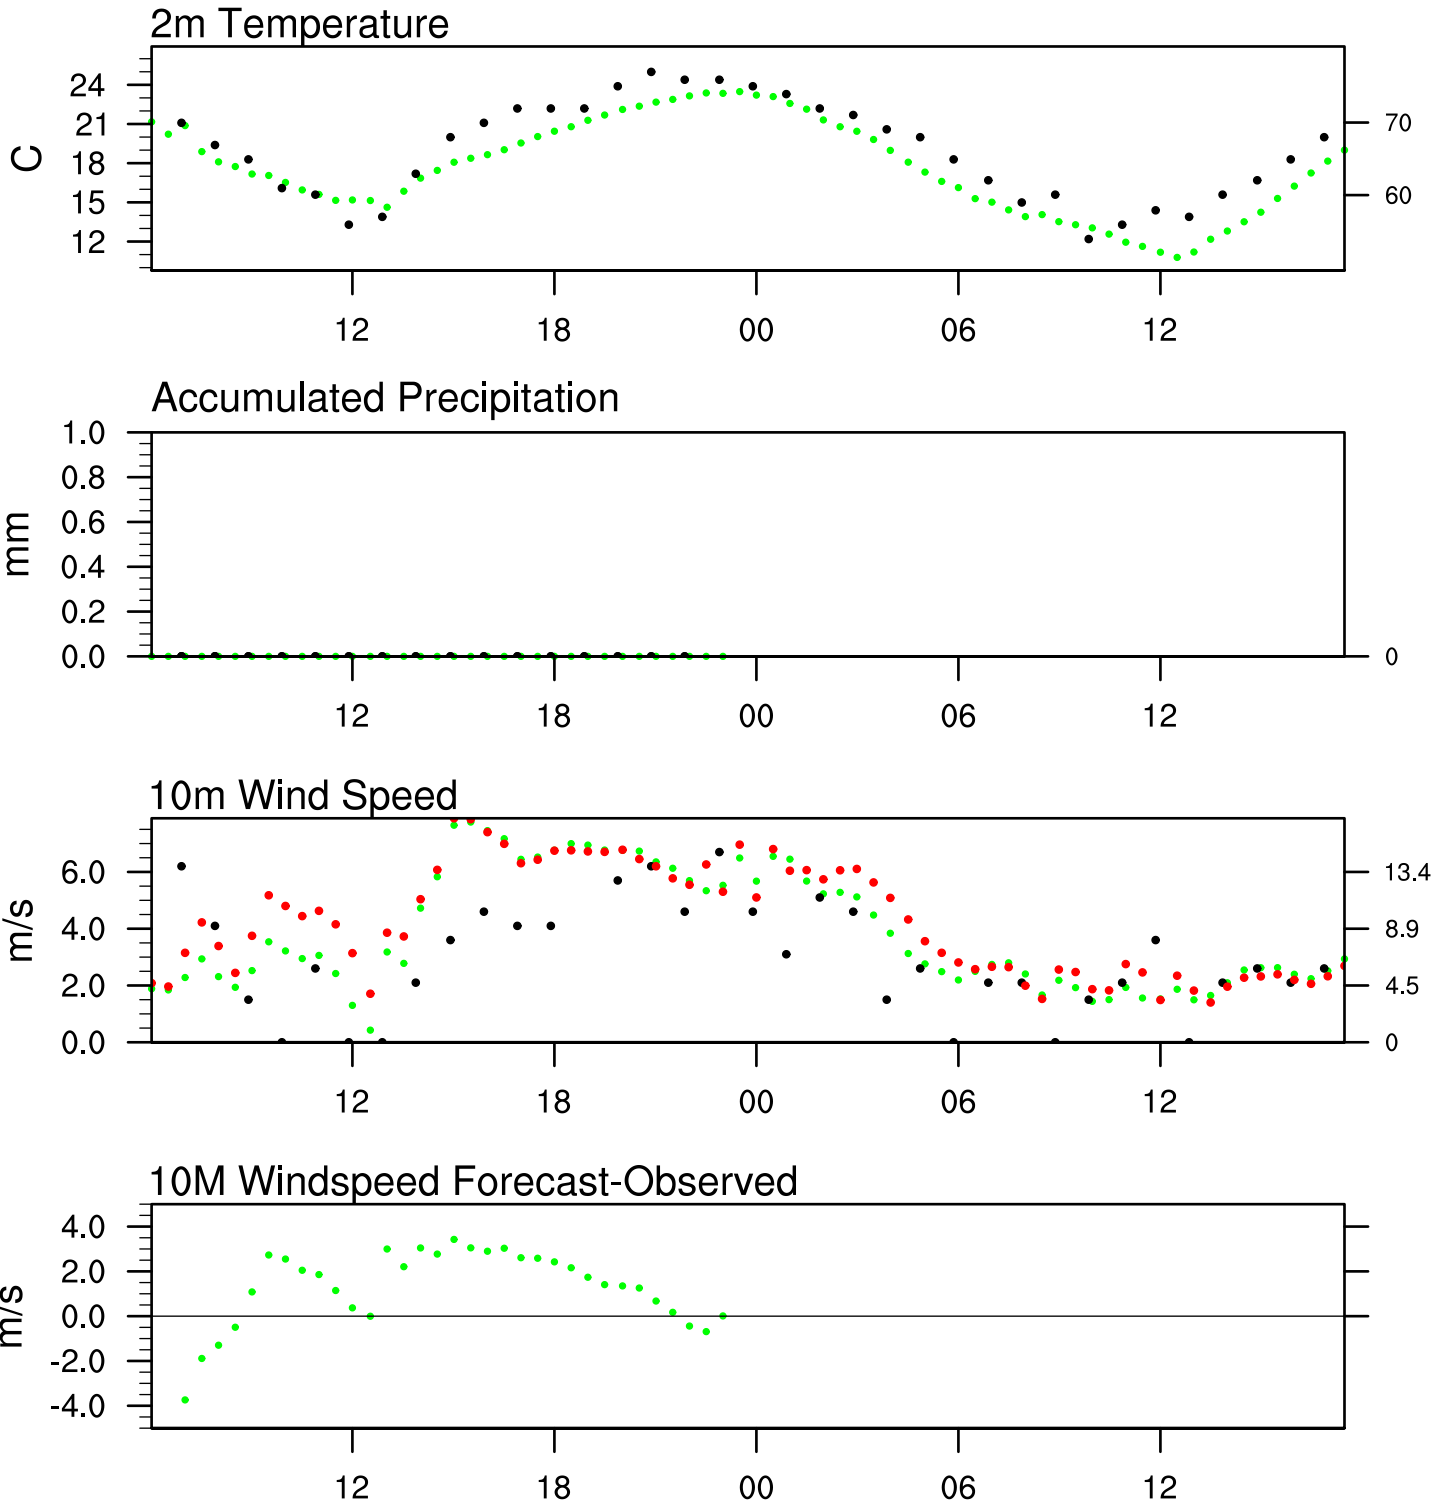 2m Temperature
24
21
18
15
12
C
70
60
12 18 00 06 12
Accumulated Precipitation
1.0
0.8
0.6
0.4
0.2
0.0
mm
0
12 18 00 06 12
10m Wind Speed
6.0
4.0
2.0
0.0
m/s
13.4
8.9
4.5
0
12 18 00 06 12
10M Windspeed Forecast-Observed
4.0
2.0
0.0
-2.0
-4.0
m/s
12 18 00 06 12